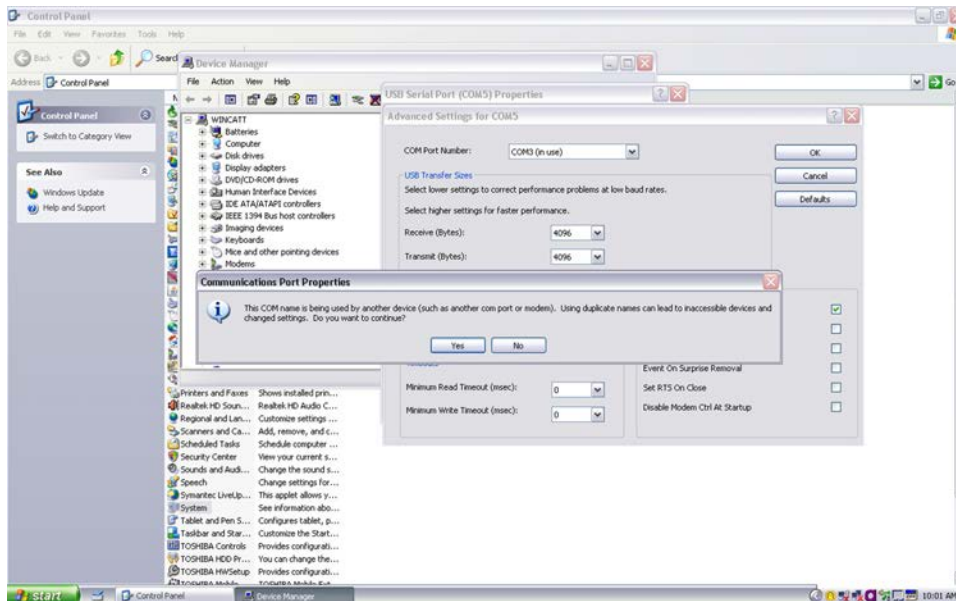 Control Panel
File Edit View Favorites Tools Help
Back Search
Address Control Panel Go
Control Panel
Switch to Category View
See Also
Windows Update
Help and Support
Device Manager
File Action View Help
WINCATT
Batteries
Computer
Disk drives
Display adapters
DVD/CD-ROM drives
Human Interface Devices
IDE ATA/ATAPI controllers
IEEE 1394 Bus host controllers
Imaging devices
Keyboards
Mice and other pointing devices
Modems
USB Serial Port (COM5) Properties
Advanced Settings for COM5
COM Port Number: COM3 (in use)
OK
Cancel
Defaults
USB Transfer Sizes
Select lower settings to correct performance problems at low baud rates.
Select higher settings for faster performance.
Receive (Bytes): 4096
Transmit (Bytes): 4096
Communications Port Properties
This COM name is being used by another device (such as another com port or modem). Using duplicate names can lead to inaccessible devices and
changed settings. Do you want to continue?
Yes No
Timeouts
Minimum Read Timeout (msec): 0
Minimum Write Timeout (msec): 0
Event On Surprise Removal
Set RTS On Close
Disable Modem Ctrl At Startup
Printers and Faxes Shows installed prin...
Realtek HD Soun... Realtek HD Audio C...
Regional and Lan... Customize settings ...
Scanners and Ca... Add, remove, and c...
Scheduled Tasks Schedule computer ...
Security Center View your current s...
Sounds and Audi... Change the sound s...
Speech Change settings for...
Symantec LiveUp... This applet allows y...
System See information abo...
Tablet and Pen S... Configures tablet, p...
Taskbar and Star... Customize the Start...
TOSHIBA Controls Provides configurati...
TOSHIBA HDD Pr... You can change the...
TOSHIBA HWSetup Provides configurati...
TOSHIBA Mobile ... TOSHIBA Mobile Ext...
start Control Panel Device Manager 10:01 AM